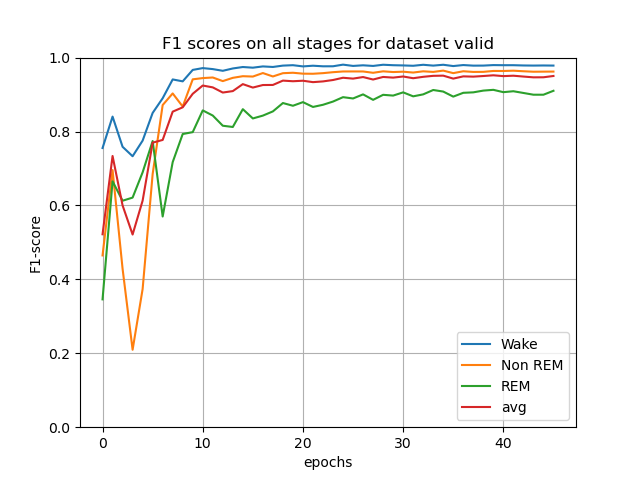 F1 scores on all stages for dataset valid
F1-score
1.0
0.8
0.6
0.4
0.2
0.0
0 10 20 30 40
epochs
Wake
Non REM
REM
avg